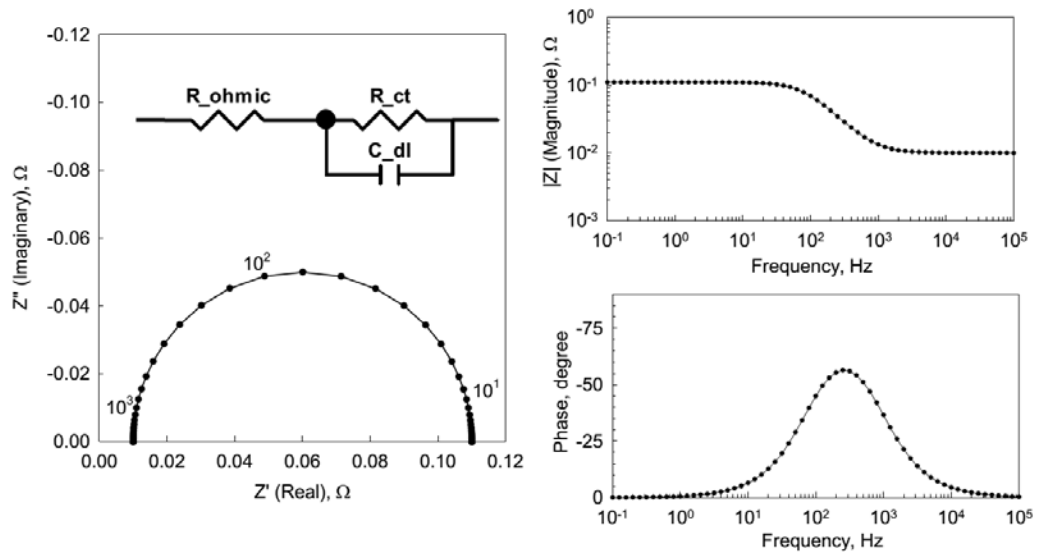 -0.12
-0.10
-0.08
-0.06
-0.04
-0.02
0.00
Z" (Imaginary), Ω
R_ohmic
R_ct
C_dl
10²
10³
10¹
0.00 0.02 0.04 0.06 0.08 0.10 0.12
Z' (Real), Ω
10⁰
10⁻¹
10⁻²
10⁻³
|Z| (Magnitude), Ω
10⁻¹ 10⁰ 10¹ 10² 10³ 10⁴ 10⁵
Frequency, Hz
-75
-50
-25
0
Phase, degree
10⁻¹ 10⁰ 10¹ 10² 10³ 10⁴ 10⁵
Frequency, Hz